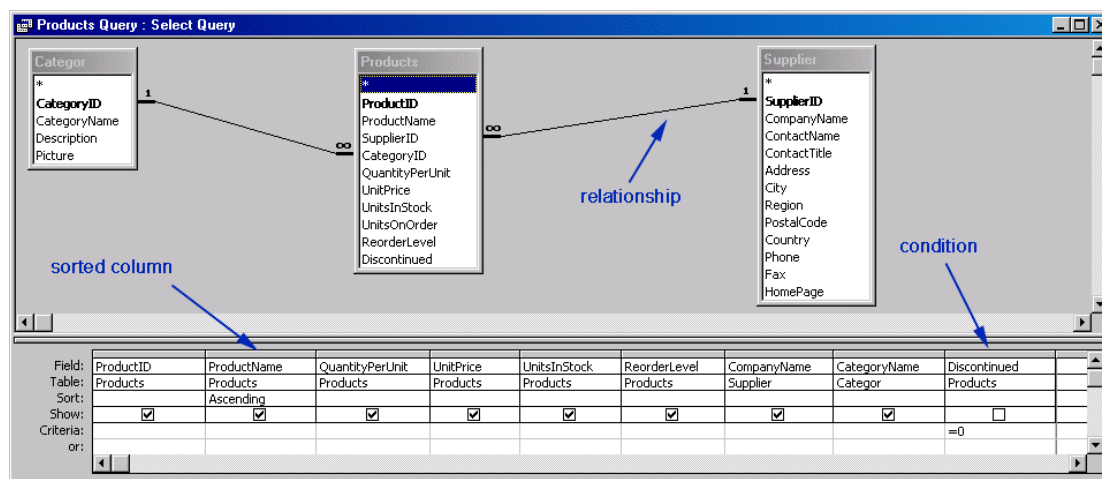 Products Query : Select Query
Categor
*
CategoryID
CategoryName
Description
Picture
1
∞
Products
*
ProductID
ProductName
SupplierID
CategoryID
QuantityPerUnit
UnitPrice
UnitsInStock
UnitsOnOrder
ReorderLevel
Discontinued
∞
1
Supplier
*
SupplierID
CompanyName
ContactName
ContactTitle
Address
City
Region
PostalCode
Country
Phone
Fax
HomePage
relationship
sorted column
condition
Field: ProductID ProductName QuantityPerUnit UnitPrice UnitsInStock ReorderLevel CompanyName CategoryName Discontinued
Table: Products Products Products Products Products Products Supplier Categor Products
Sort: Ascending
Show:
Criteria: =0
or: